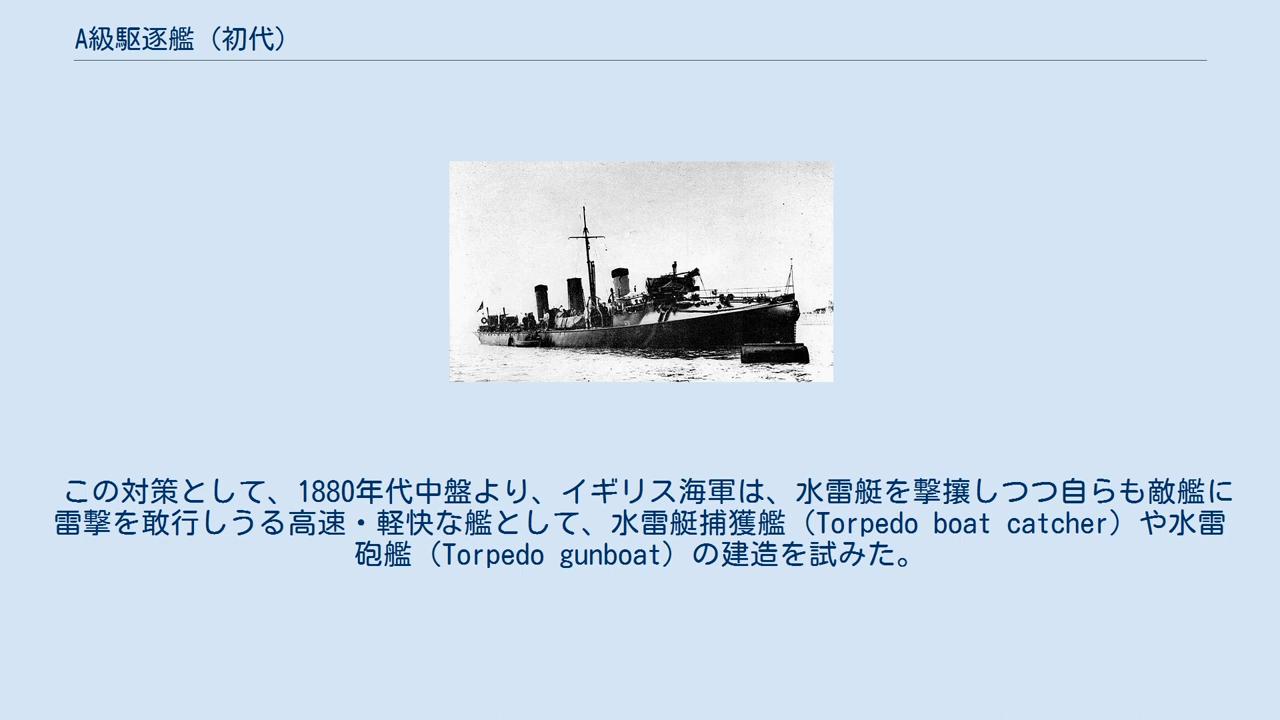 A級駆逐艦（初代）
この対策として、1880年代中盤より、イギリス海軍は、水雷艇を撃攘しつつ自らも敵艦に
雷撃を敢行しうる高速・軽快な艦として、水雷艇捕獲艦（Torpedo boat catcher）や水雷
砲艦（Torpedo gunboat）の建造を試みた。